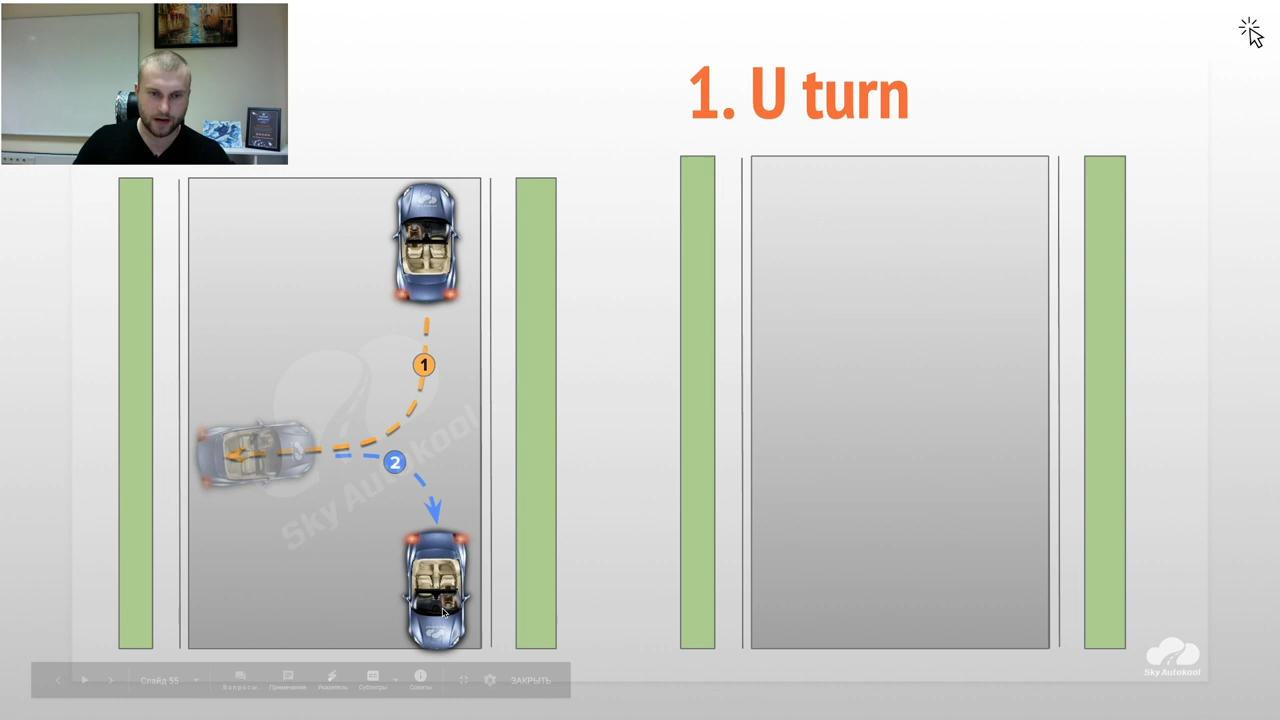 1. U turn
1
2
Sky Autokool
Слайд 55
Вопросы...
Примечания
Указатель
Субтитры
Советы
ЗАКРЫТЬ
Sky Autokool